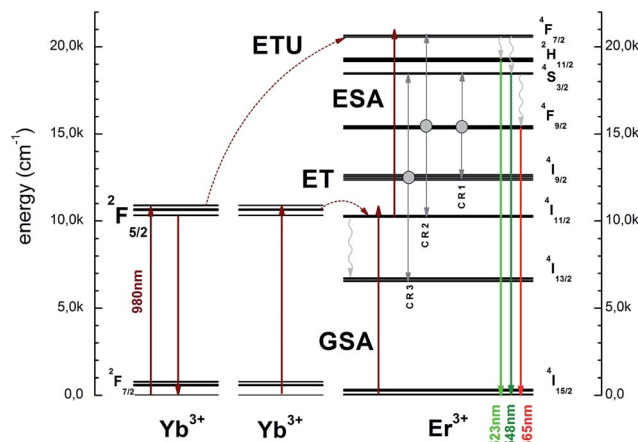 energy (cm⁻¹)
20,0k
15,0k
10,0k
5,0k
0,0
ETU
ESA
ET
GSA
²F 5/2
980nm
²F7/2
CR3
CR2
CR1
⁴F7/2
²H11/2
⁴S3/2
⁴F9/2
⁴I9/2
⁴I11/2
⁴I13/2
⁴I15/2
20,0k
15,0k
10,0k
5,0k
0,0
Yb³⁺
Yb³⁺
Er³⁺